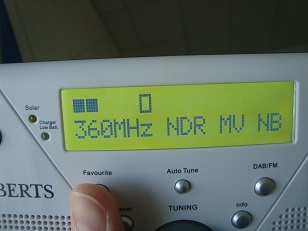 Solar
Charger
Low Batt.
360MHz NDR MV NB
Favourite
Auto Tune
DAB/FM
BERTS
TUNING
Info